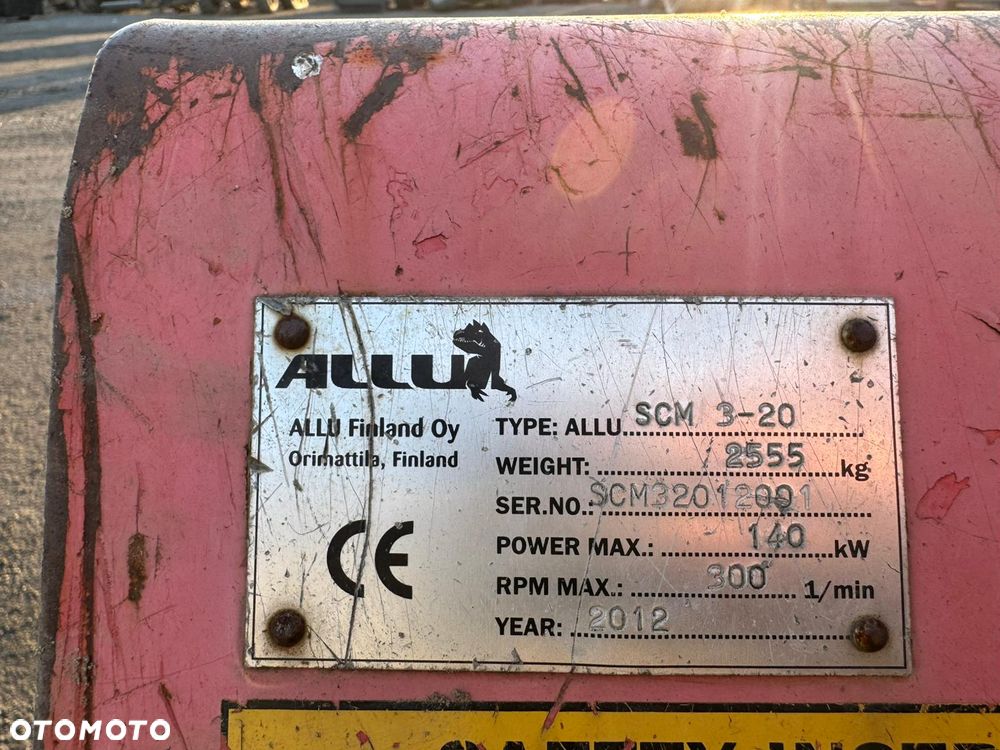 ALLU
ALLU Finland Oy
Orimattila, Finland
CE
TYPE: ALLU SCM 3-20
WEIGHT: 2555 kg
SER.NO.: SCM32012001
POWER MAX.: 140 kW
RPM MAX.: 300 1/min
YEAR: 2012
OTOMOTO